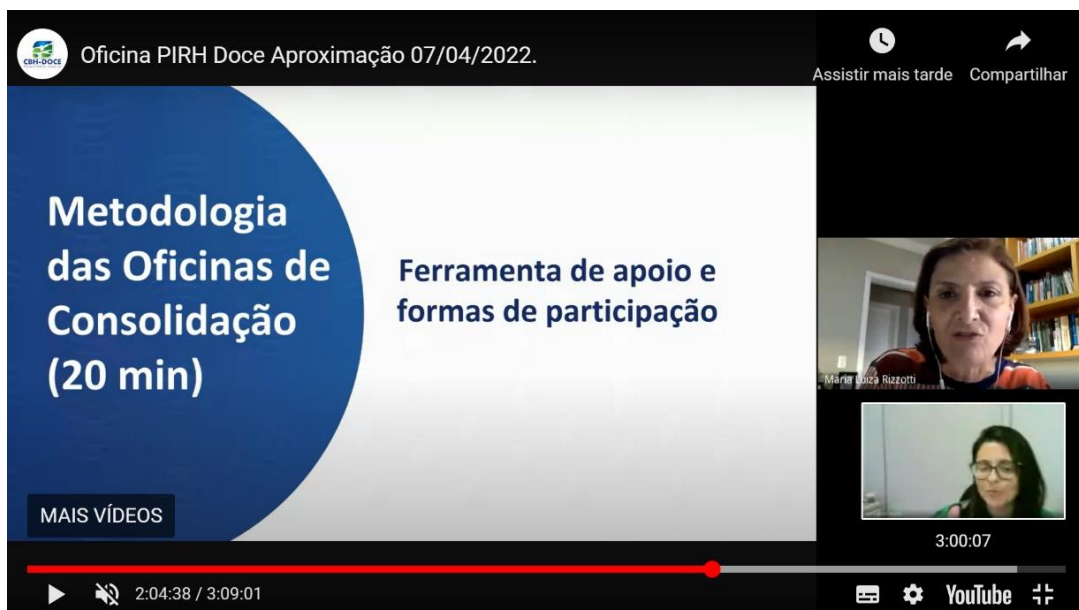 CBH-DOCE
Oficina PIRH Doce Aproximação 07/04/2022.
Assistir mais tarde
Compartilhar
Metodologia
das Oficinas de
Consolidação
(20 min)
Ferramenta de apoio e
formas de participação
Maria Luiza Rizzotti
MAIS VÍDEOS
3:00:07
2:04:38 / 3:09:01
YouTube